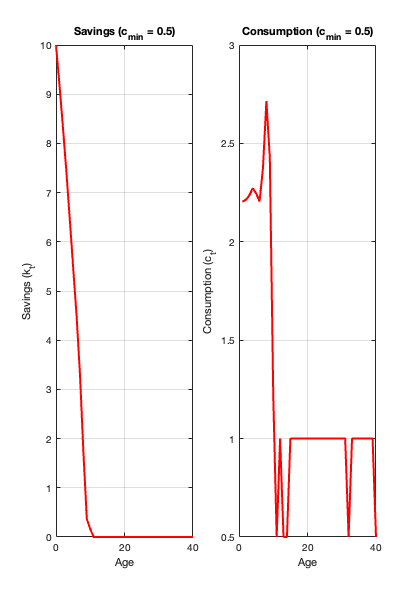 Savings (c_min = 0.5)
Savings (k_t)
10
9
8
7
6
5
4
3
2
1
0
0 20 40
Age
Consumption (c_min = 0.5)
Consumption (c_t)
3
2.5
2
1.5
1
0.5
0 20 40
Age